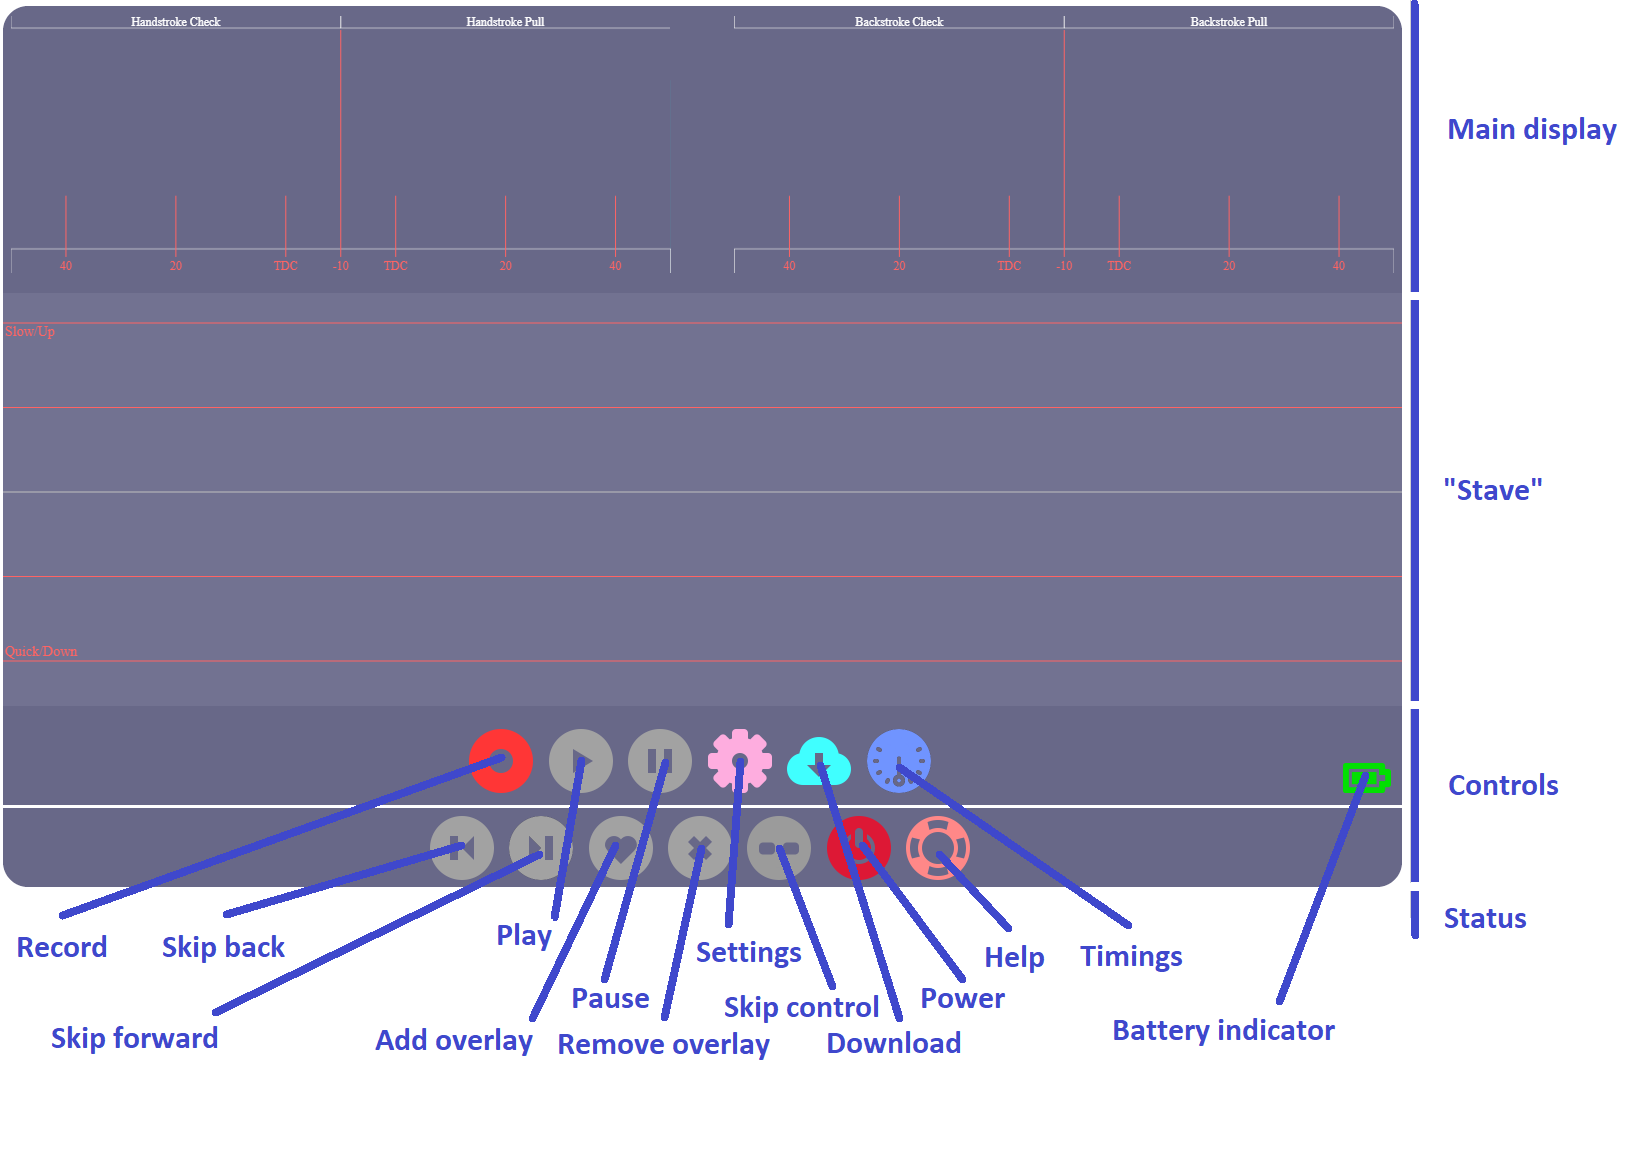 Handstroke Check Handstroke Pull Backstroke Check Backstroke Pull
Main display
40 20 TDC -10 TDC 20 40 40 20 TDC -10 TDC 20 40
Slow/Up
"Stave"
Quick/Down
Controls
Status
Record Skip back Play Settings Help Timings
Pause Skip control Power
Skip forward Add overlay Remove overlay Download Battery indicator